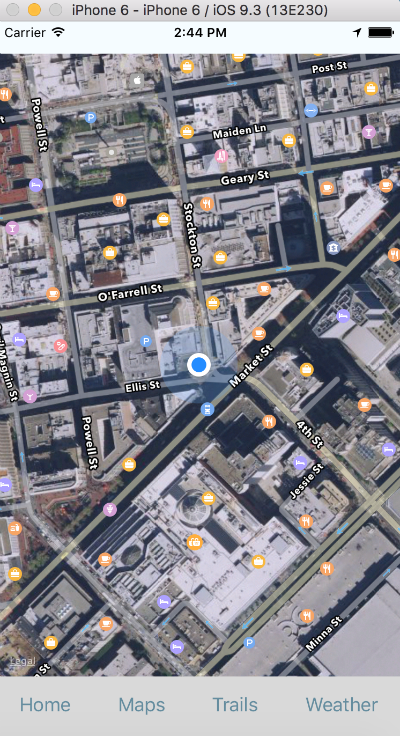 iPhone 6 - iPhone 6 / iOS 9.3 (13E230)
Carrier 2:44 PM
Post St
Powell St
Maiden Ln
Geary St
Stockton St
O'Farrell St
Market St
Magnin St
Ellis St
Powell St
4th St
Jessie St
Minna St
Legal
Home Maps Trails Weather